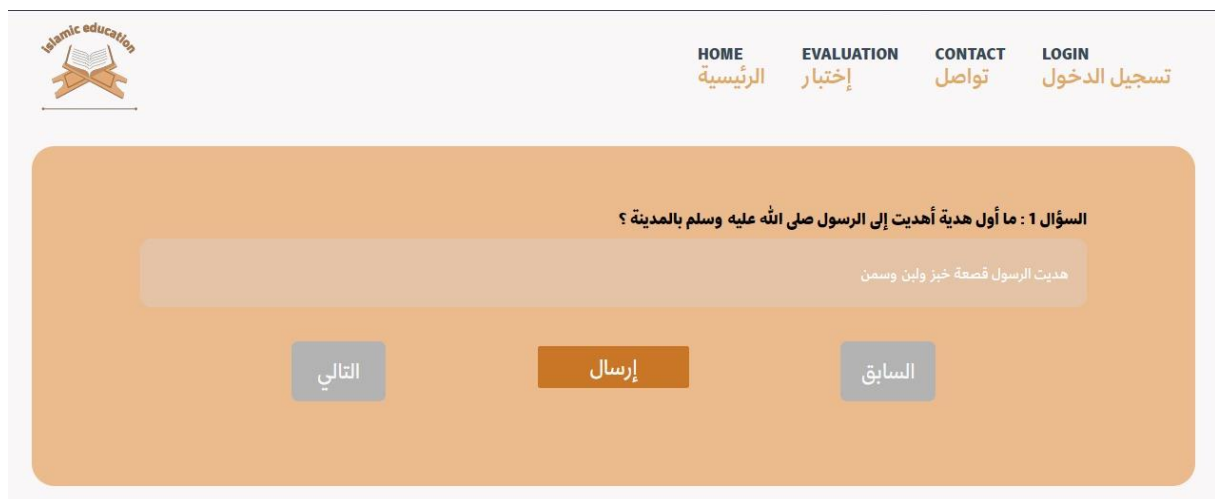 islamic education
HOME EVALUATION CONTACT LOGIN
الرئيسية إختبار تواصل تسجيل الدخول
السؤال 1 : ما أول هدية أهديت إلى الرسول صلى الله عليه وسلم بالمدينة ؟
هديت الرسول قصعة خبز ولبن وسمن
السابق إرسال التالي